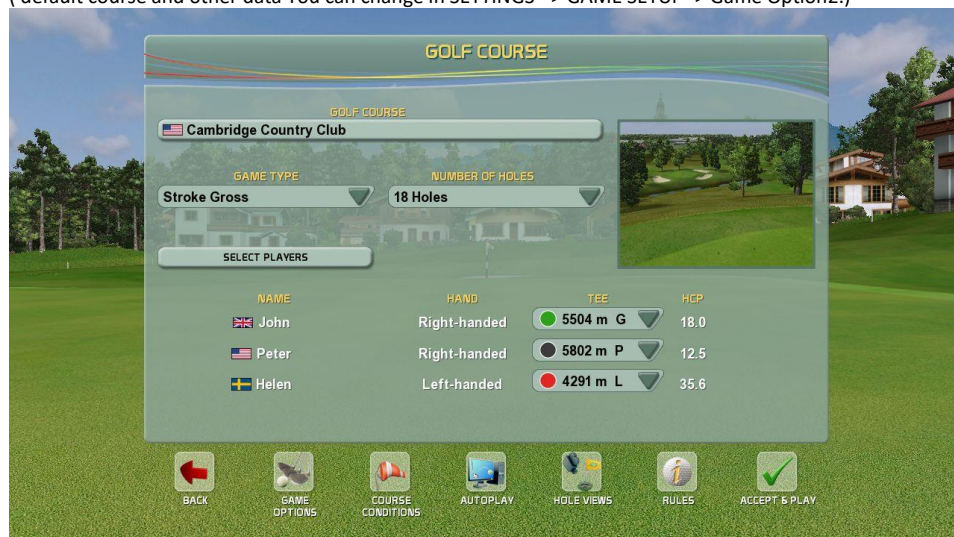 ( default course and other data You can change in SETTINGS -> GAME SETUP -> Game Option2.)
GOLF COURSE
GOLF COURSE
Cambridge Country Club
GAME TYPE NUMBER OF HOLES
Stroke Gross 18 Holes
SELECT PLAYERS
NAME HAND TEE HCP
John Right-handed 5504 m G 18.0
Peter Right-handed 5802 m P 12.5
Helen Left-handed 4291 m L 35.6
BACK GAME OPTIONS COURSE CONDITIONS AUTOPLAY HOLE VIEWS RULES ACCEPT & PLAY